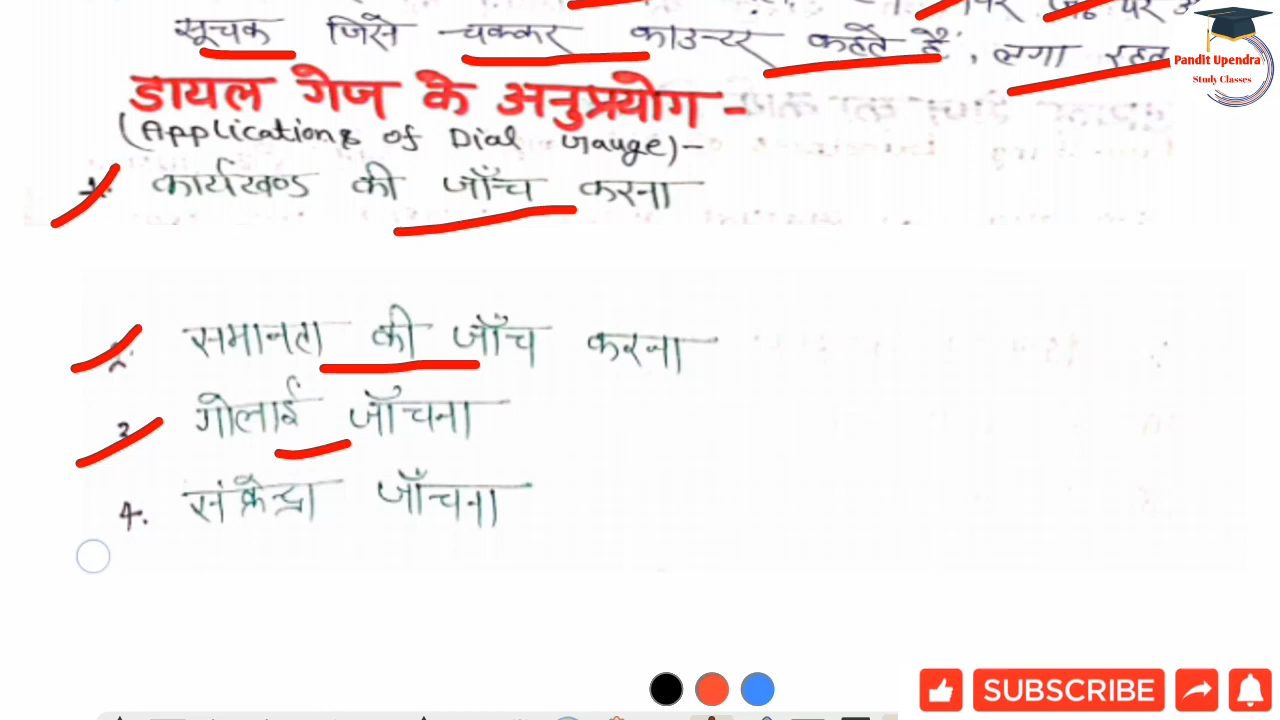 सूचक जिसे चक्कर काउन्टर कहते हैं, लगा रहता
Pandit Upendra
Study Classes
डायल गेज के अनुप्रयोग -
(Applications of Dial Gauge)-
1. कार्यखण्ड की जाँच करना
2. समानता की जाँच करना
3 गोलाई जाँचना
4. संकेन्द्रा जाँचना
SUBSCRIBE